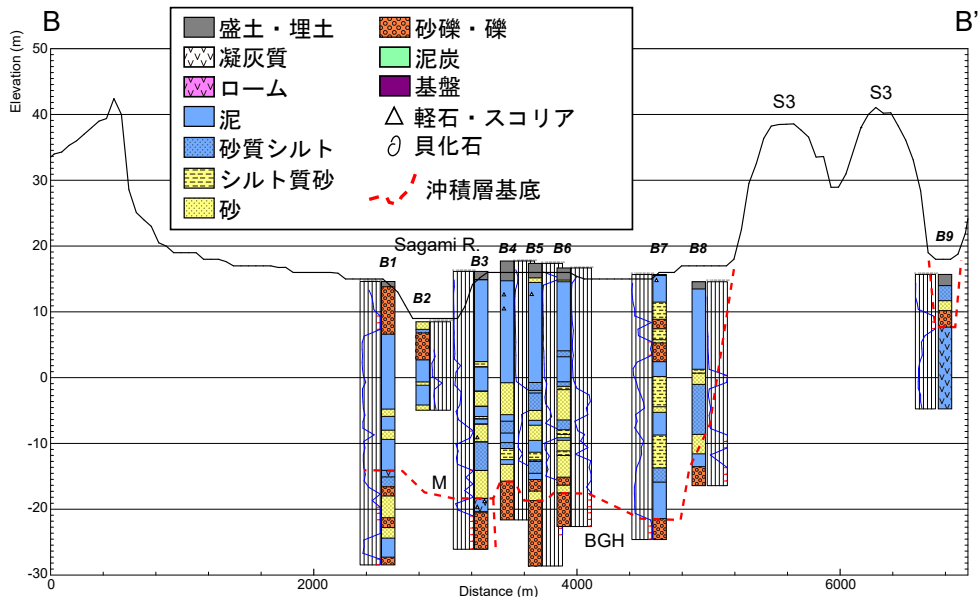 B
B’
Elevation (m)
50
40
30
20
10
0
-10
-20
-30
盛土・埋土
凝灰質
ローム
泥
砂質シルト
シルト質砂
砂
砂礫・礫
泥炭
基盤
軽石・スコリア
貝化石
沖積層基底
S3
S3
Sagami R.
B1
B2
B3
B4
B5
B6
B7
B8
B9
M
BGH
0
2000
4000
6000
Distance (m)